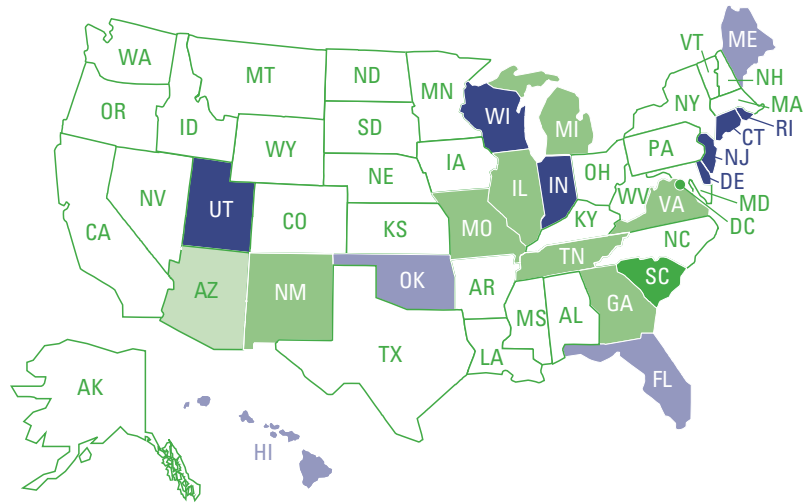 ME
WA
VT
MT
ND
NH
MN
MA
OR
NY
ID
WI
SD
RI
MI
CT
WY
PA
NJ
IA
NE
OH
DE
NV
IL
IN
MD
UT
WV
VA
CO
DC
CA
KS
MO
KY
NC
TN
OK
SC
AZ
NM
AR
GA
MS
AL
TX
LA
FL
AK
HI